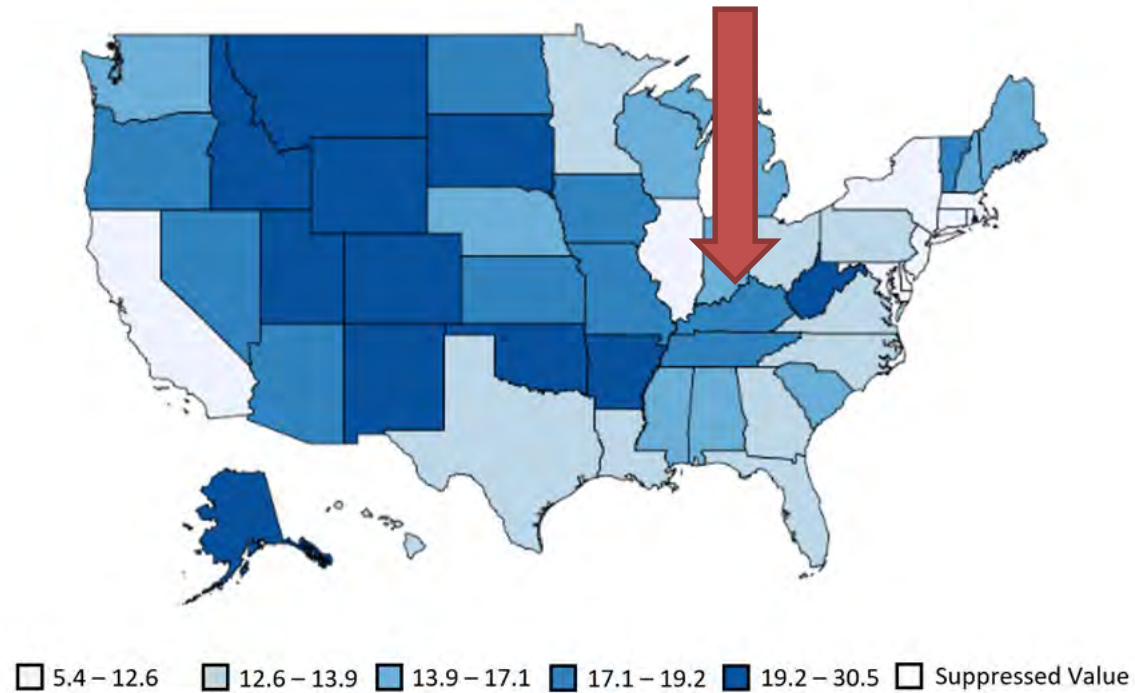 5.4 – 12.6 12.6 – 13.9 13.9 – 17.1 17.1 – 19.2 19.2 – 30.5 Suppressed Value